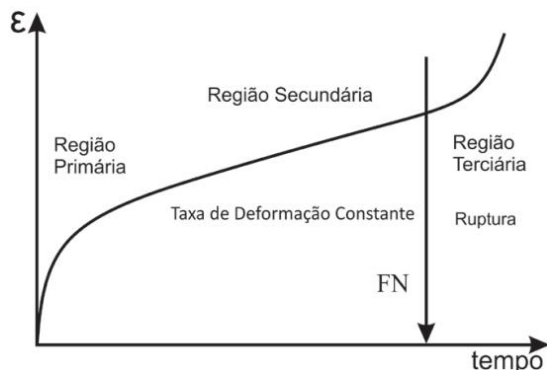 ε
Região Secundária
Região
Primária
Região
Terciária
Taxa de Deformação Constante
Ruptura
FN
tempo